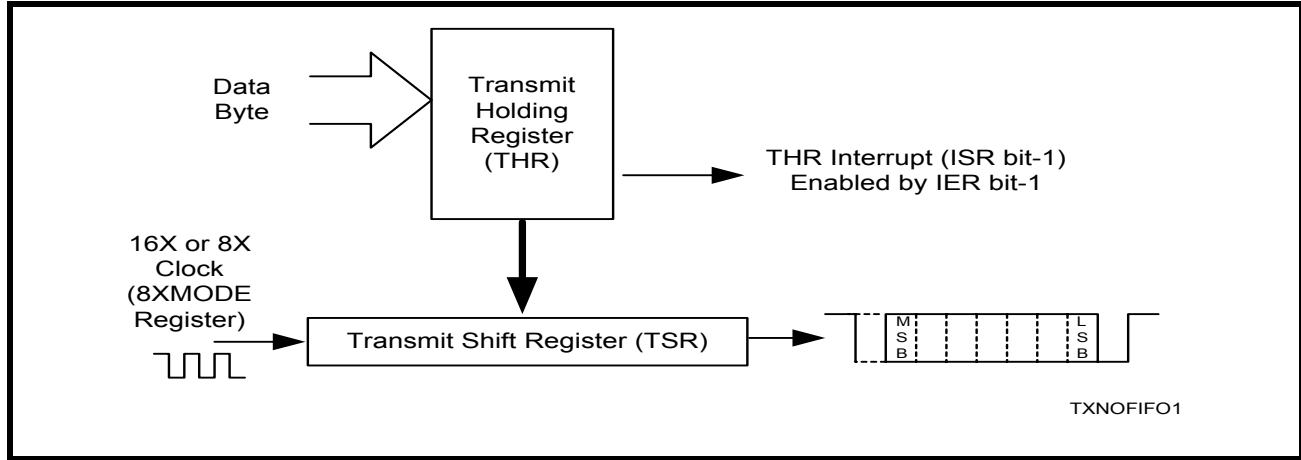 Data
Byte
Transmit
Holding
Register
(THR)
THR Interrupt (ISR bit-1)
Enabled by IER bit-1
16X or 8X
Clock
(8XMODE
Register)
Transmit Shift Register (TSR)
M
S
B
L
S
B
TXNOFIFO1